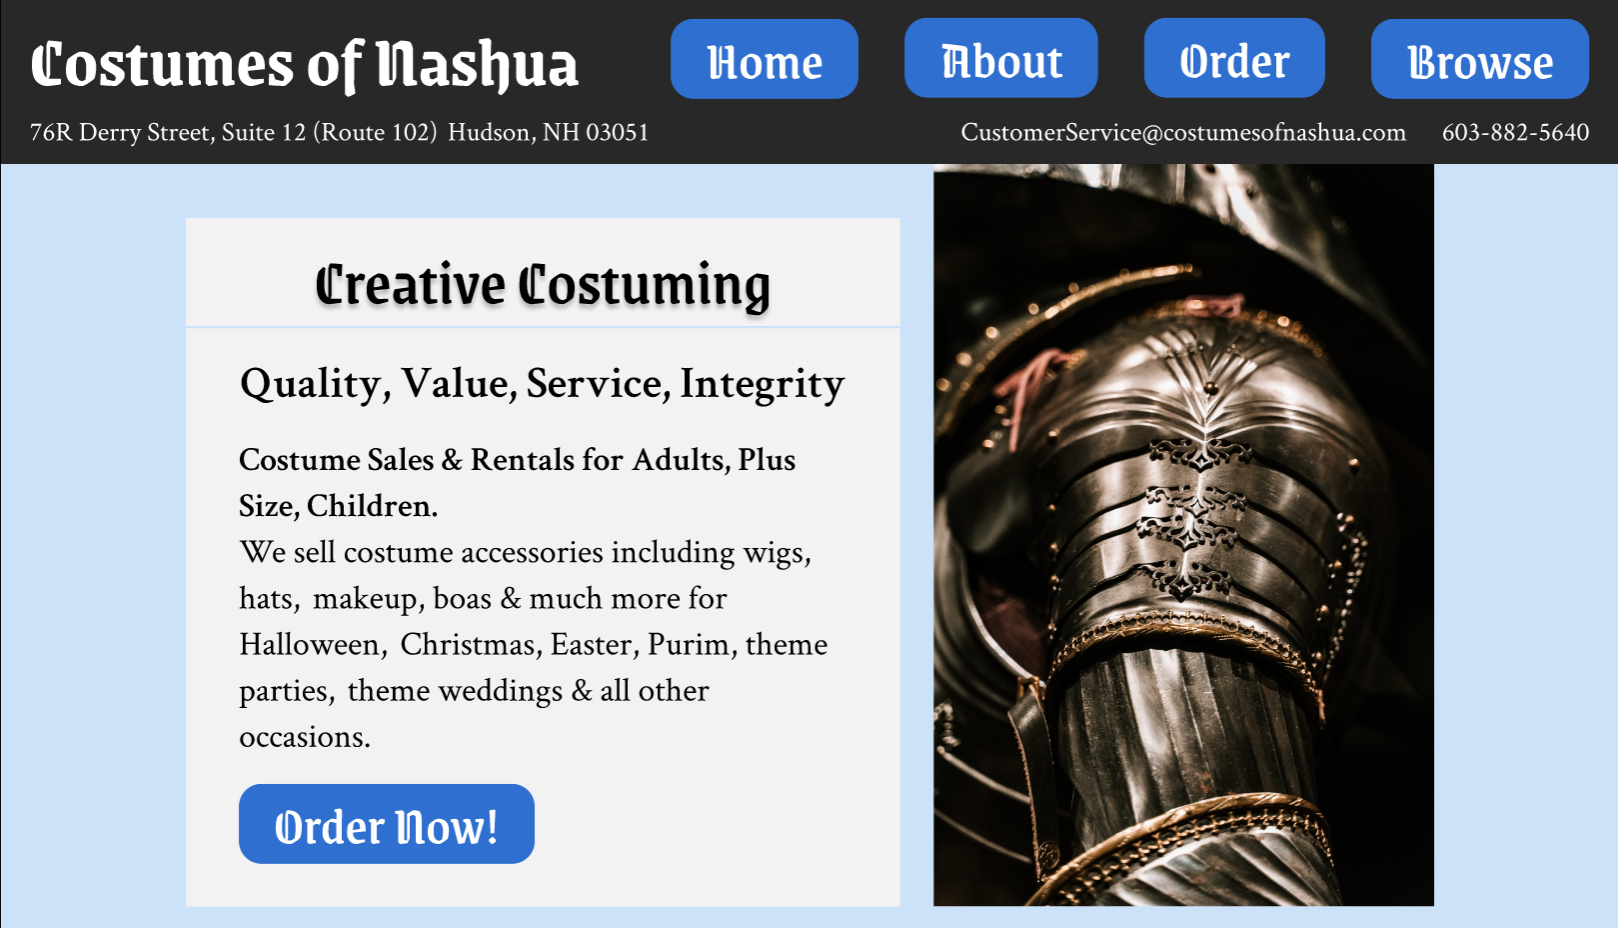 Costumes of Nashua
Home
About
Order
Browse
76R Derry Street, Suite 12 (Route 102) Hudson, NH 03051
CustomerService@costumesofnashua.com
603-882-5640
Creative Costuming
Quality, Value, Service, Integrity
Costume Sales & Rentals for Adults, Plus
Size, Children.
We sell costume accessories including wigs,
hats, makeup, boas & much more for
Halloween, Christmas, Easter, Purim, theme
parties, theme weddings & all other
occasions.
Order Now!